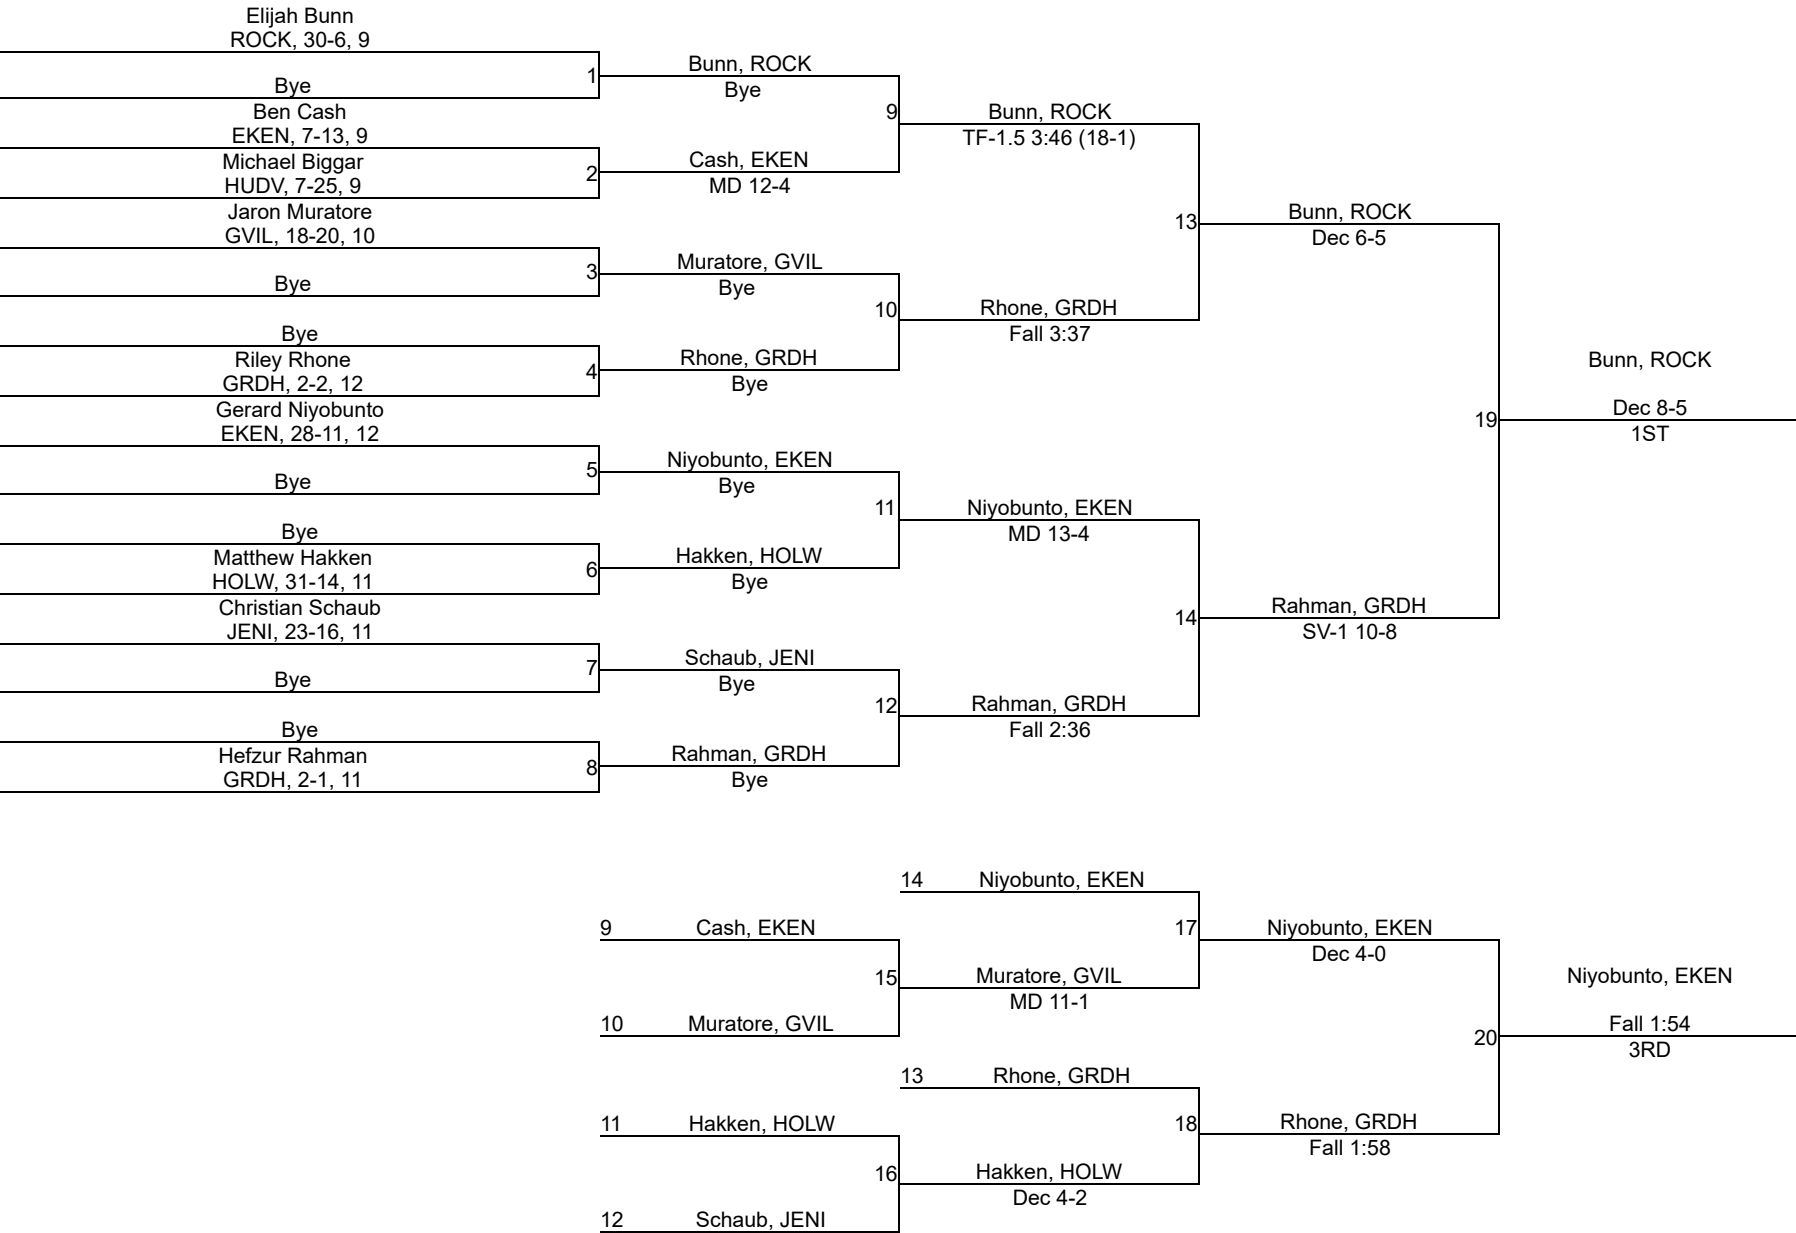 Elijah Bunn
ROCK, 30-6, 9
1
Bye
Ben Cash
EKEN, 7-13, 9
2
Michael Biggar
HUDV, 7-25, 9
Jaron Muratore
GVIL, 18-20, 10
3
Bye
Bye
4
Riley Rhone
GRDH, 2-2, 12
Gerard Niyobunto
EKEN, 28-11, 12
5
Bye
Bye
6
Matthew Hakken
HOLW, 31-14, 11
Christian Schaub
JENI, 23-16, 11
7
Bye
Bye
8
Hefzur Rahman
GRDH, 2-1, 11
Bunn, ROCK
Bye
9
Cash, EKEN
MD 12-4
Muratore, GVIL
Bye
10
Rhone, GRDH
Bye
Niyobunto, EKEN
Bye
11
Hakken, HOLW
Bye
Schaub, JENI
Bye
12
Rahman, GRDH
Bye
Bunn, ROCK
TF-1.5 3:46 (18-1)
13
Rhone, GRDH
Fall 3:37
Niyobunto, EKEN
MD 13-4
14
Rahman, GRDH
Fall 2:36
Bunn, ROCK
Dec 6-5
19
Rahman, GRDH
SV-1 10-8
Bunn, ROCK
Dec 8-5
1ST
9 Cash, EKEN
15
10 Muratore, GVIL
11 Hakken, HOLW
16
12 Schaub, JENI
14 Niyobunto, EKEN
17
Muratore, GVIL
MD 11-1
13 Rhone, GRDH
18
Hakken, HOLW
Dec 4-2
Niyobunto, EKEN
Dec 4-0
20
Rhone, GRDH
Fall 1:58
Niyobunto, EKEN
Fall 1:54
3RD